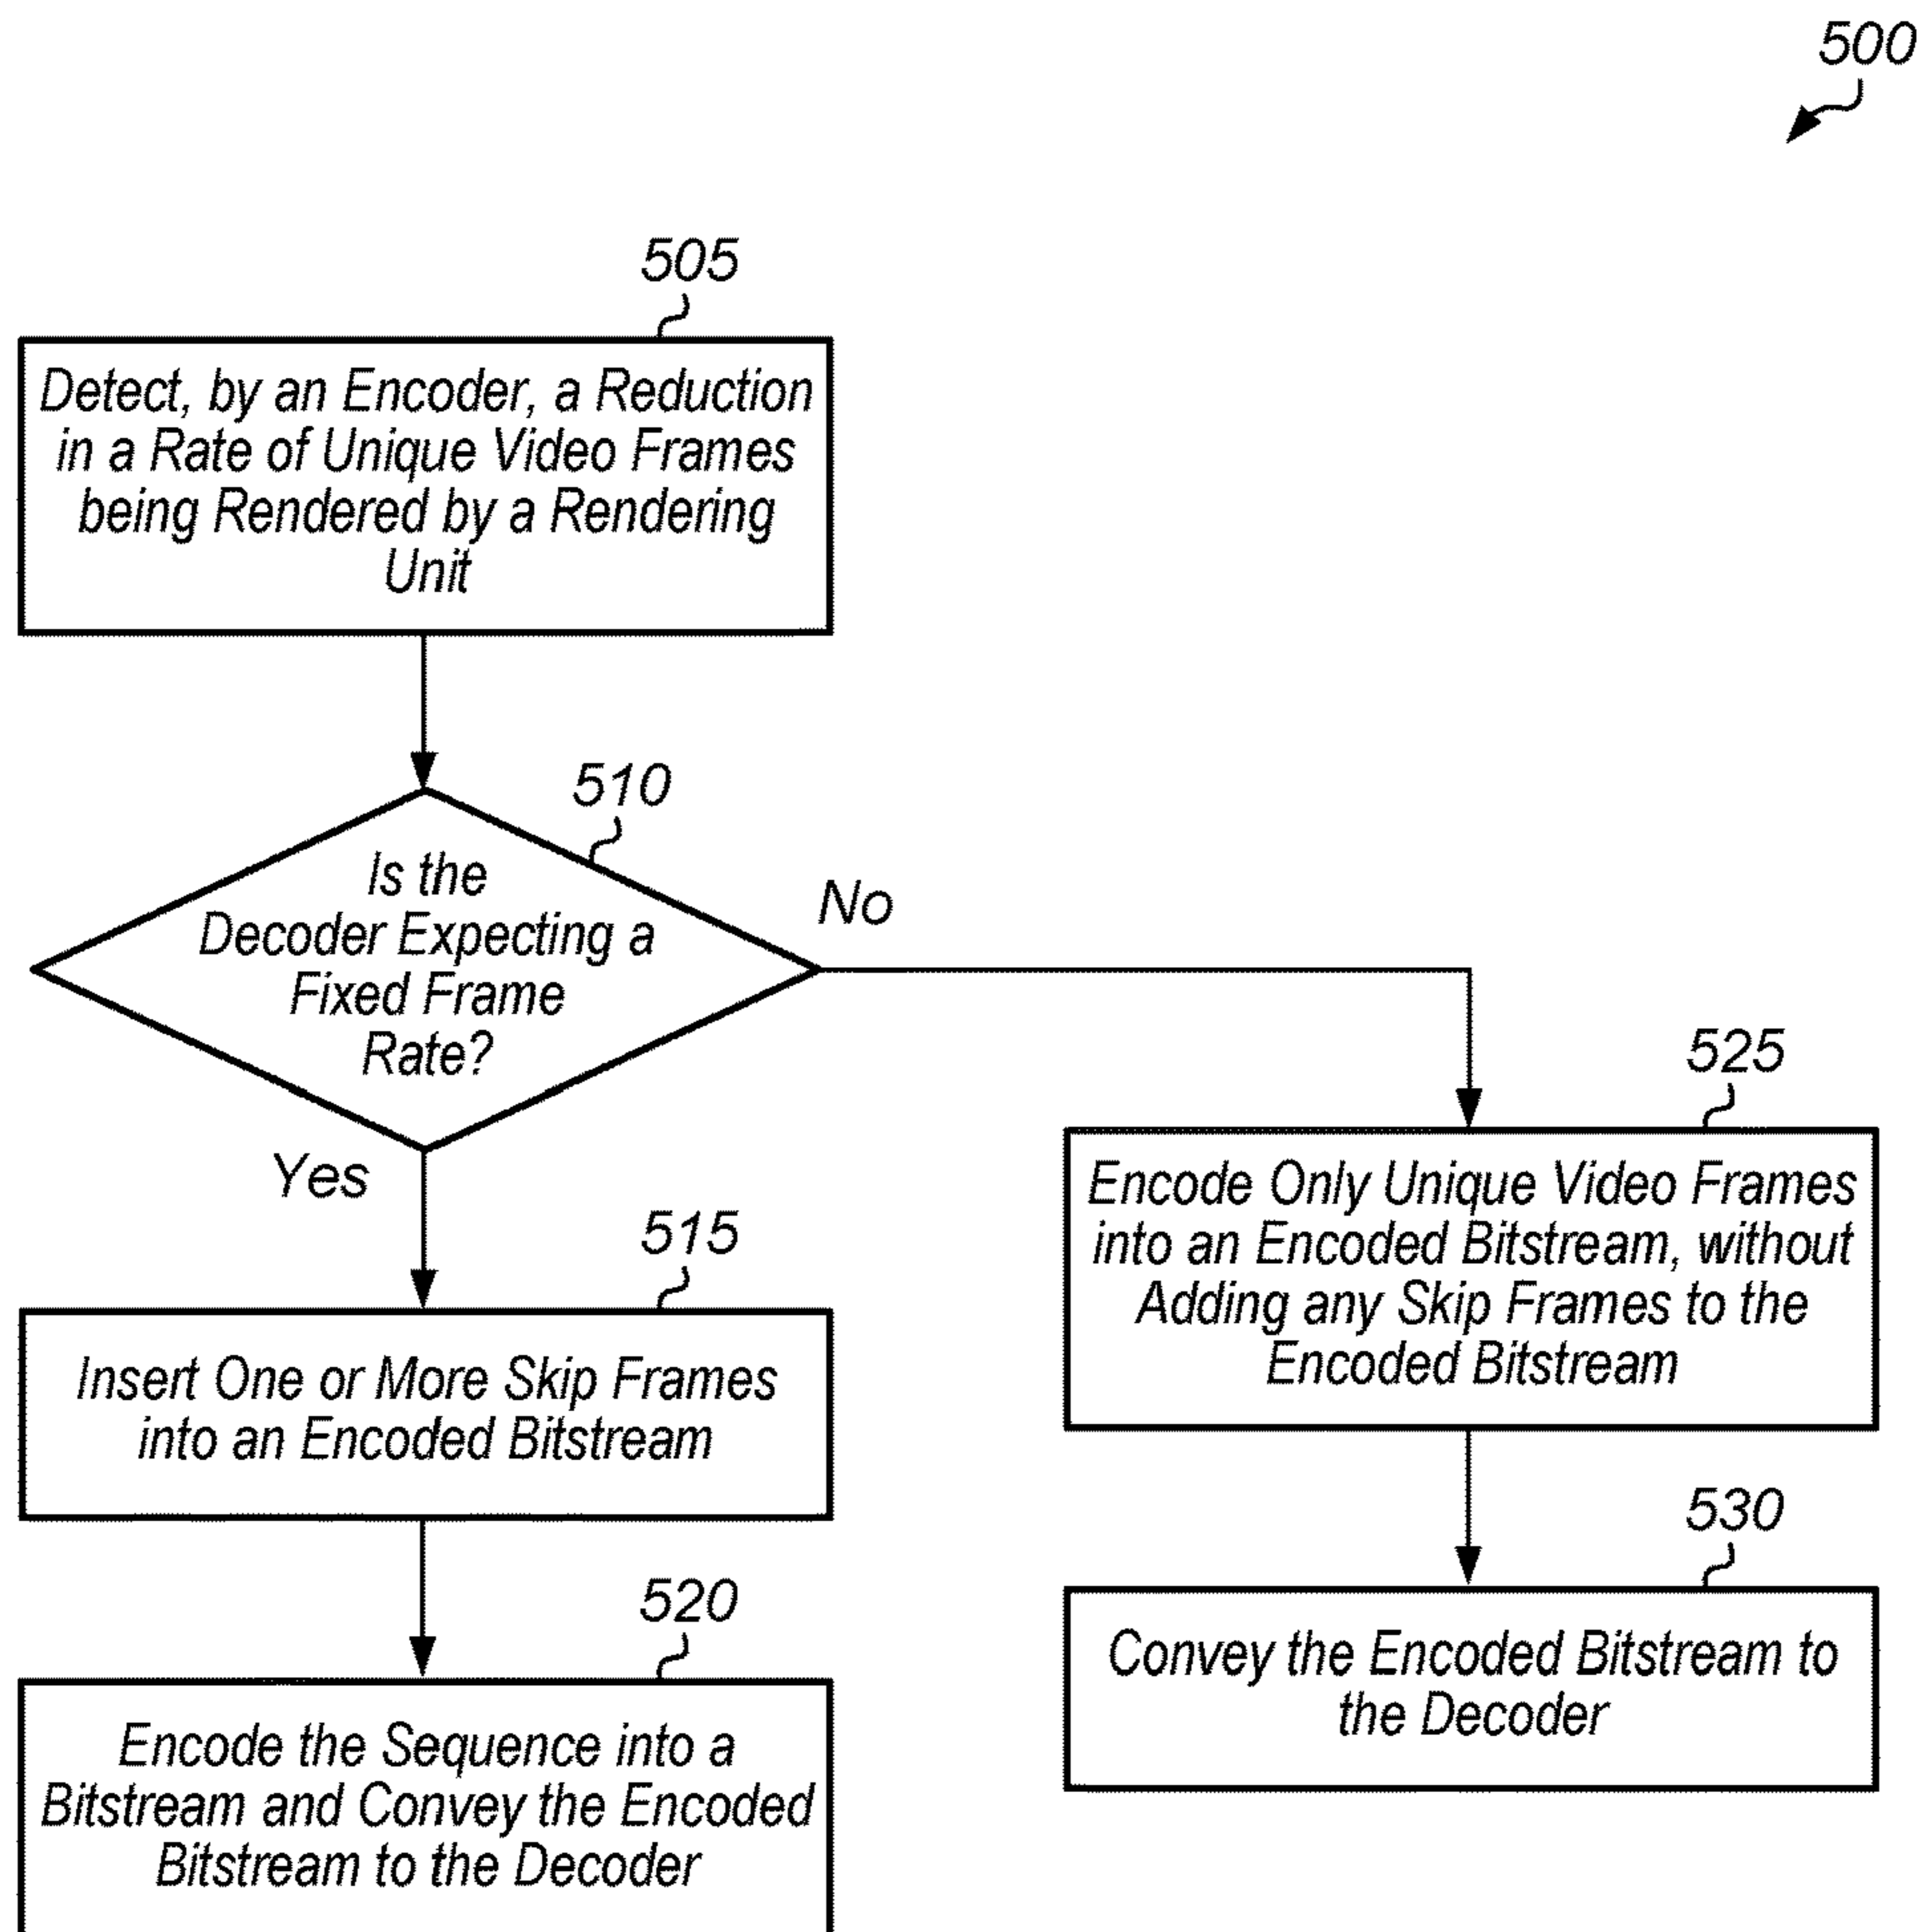 500
505
Detect, by an Encoder, a Reduction
in a Rate of Unique Video Frames
being Rendered by a Rendering
Unit
510
Is the
Decoder Expecting a
Fixed Frame
Rate?
No
Yes
515
Insert One or More Skip Frames
into an Encoded Bitstream
520
Encode the Sequence into a
Bitstream and Convey the Encoded
Bitstream to the Decoder
525
Encode Only Unique Video Frames
into an Encoded Bitstream, without
Adding any Skip Frames to the
Encoded Bitstream
530
Convey the Encoded Bitstream to
the Decoder